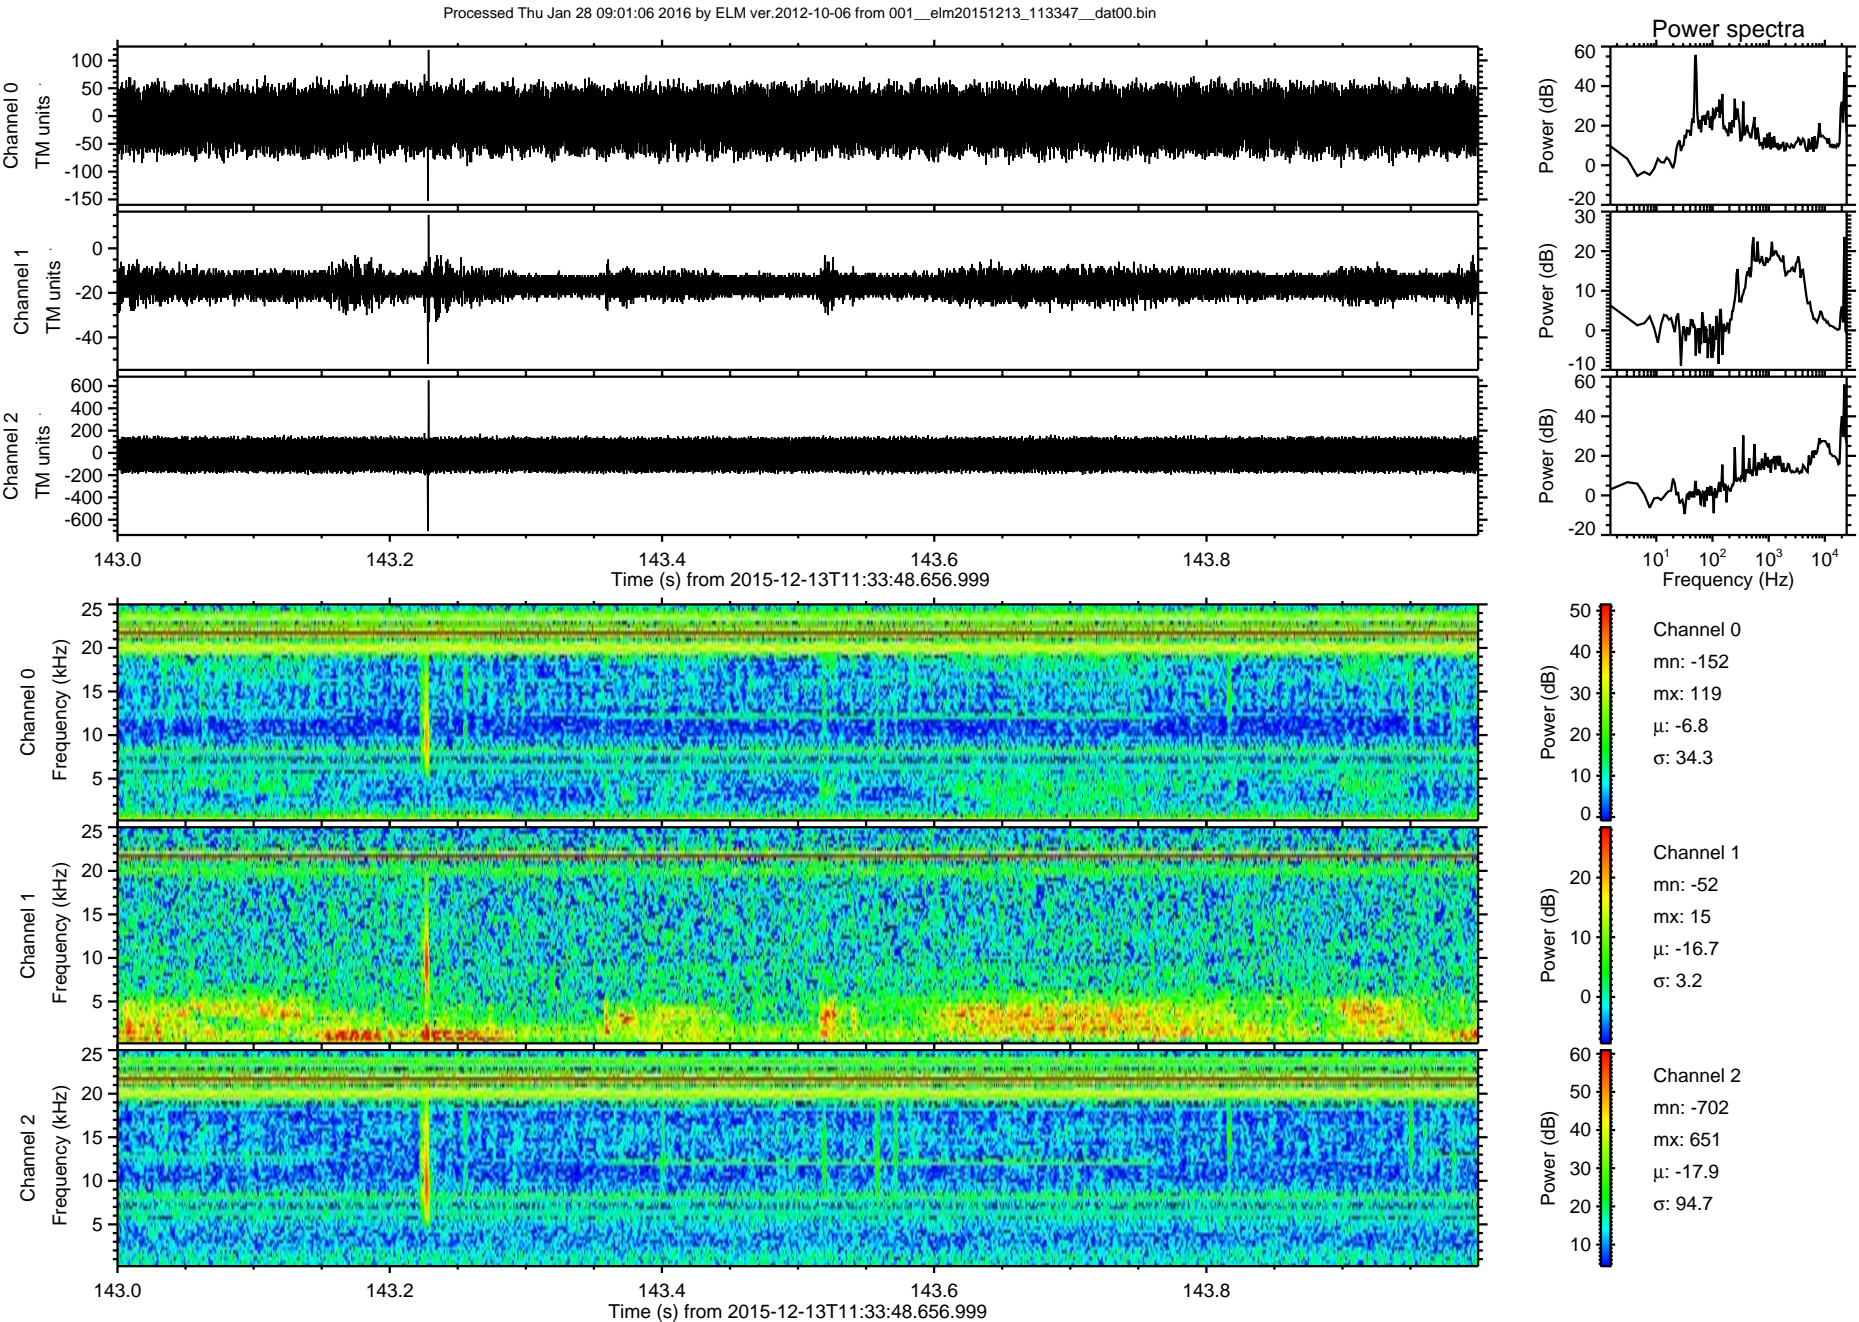 Processed Thu Jan 28 09:01:06 2016 by ELM ver.2012-10-06 from 001__elm20151213_113347__dat00.bin
Power spectra
Channel 0
TM units
100
50
0
-50
-100
-150
Power (dB)
60
40
20
0
-20
Channel 1
TM units
0
-20
-40
Power (dB)
30
20
10
0
-10
Channel 2
TM units
600
400
200
0
-200
-400
-600
Power (dB)
60
40
20
0
-20
143.0 143.2 143.4 143.6 143.8
Time (s) from 2015-12-13T11:33:48.656.999
10^1 10^2 10^3 10^4
Frequency (Hz)
Channel 0
Frequency (kHz)
25
20
15
10
5
Power (dB)
50
40
30
20
10
0
Channel 0
mn: -152
mx: 119
μ: -6.8
σ: 34.3
Channel 1
Frequency (kHz)
25
20
15
10
5
Power (dB)
20
10
0
Channel 1
mn: -52
mx: 15
μ: -16.7
σ: 3.2
Channel 2
Frequency (kHz)
25
20
15
10
5
Power (dB)
60
50
40
30
20
10
Channel 2
mn: -702
mx: 651
μ: -17.9
σ: 94.7
143.0 143.2 143.4 143.6 143.8
Time (s) from 2015-12-13T11:33:48.656.999